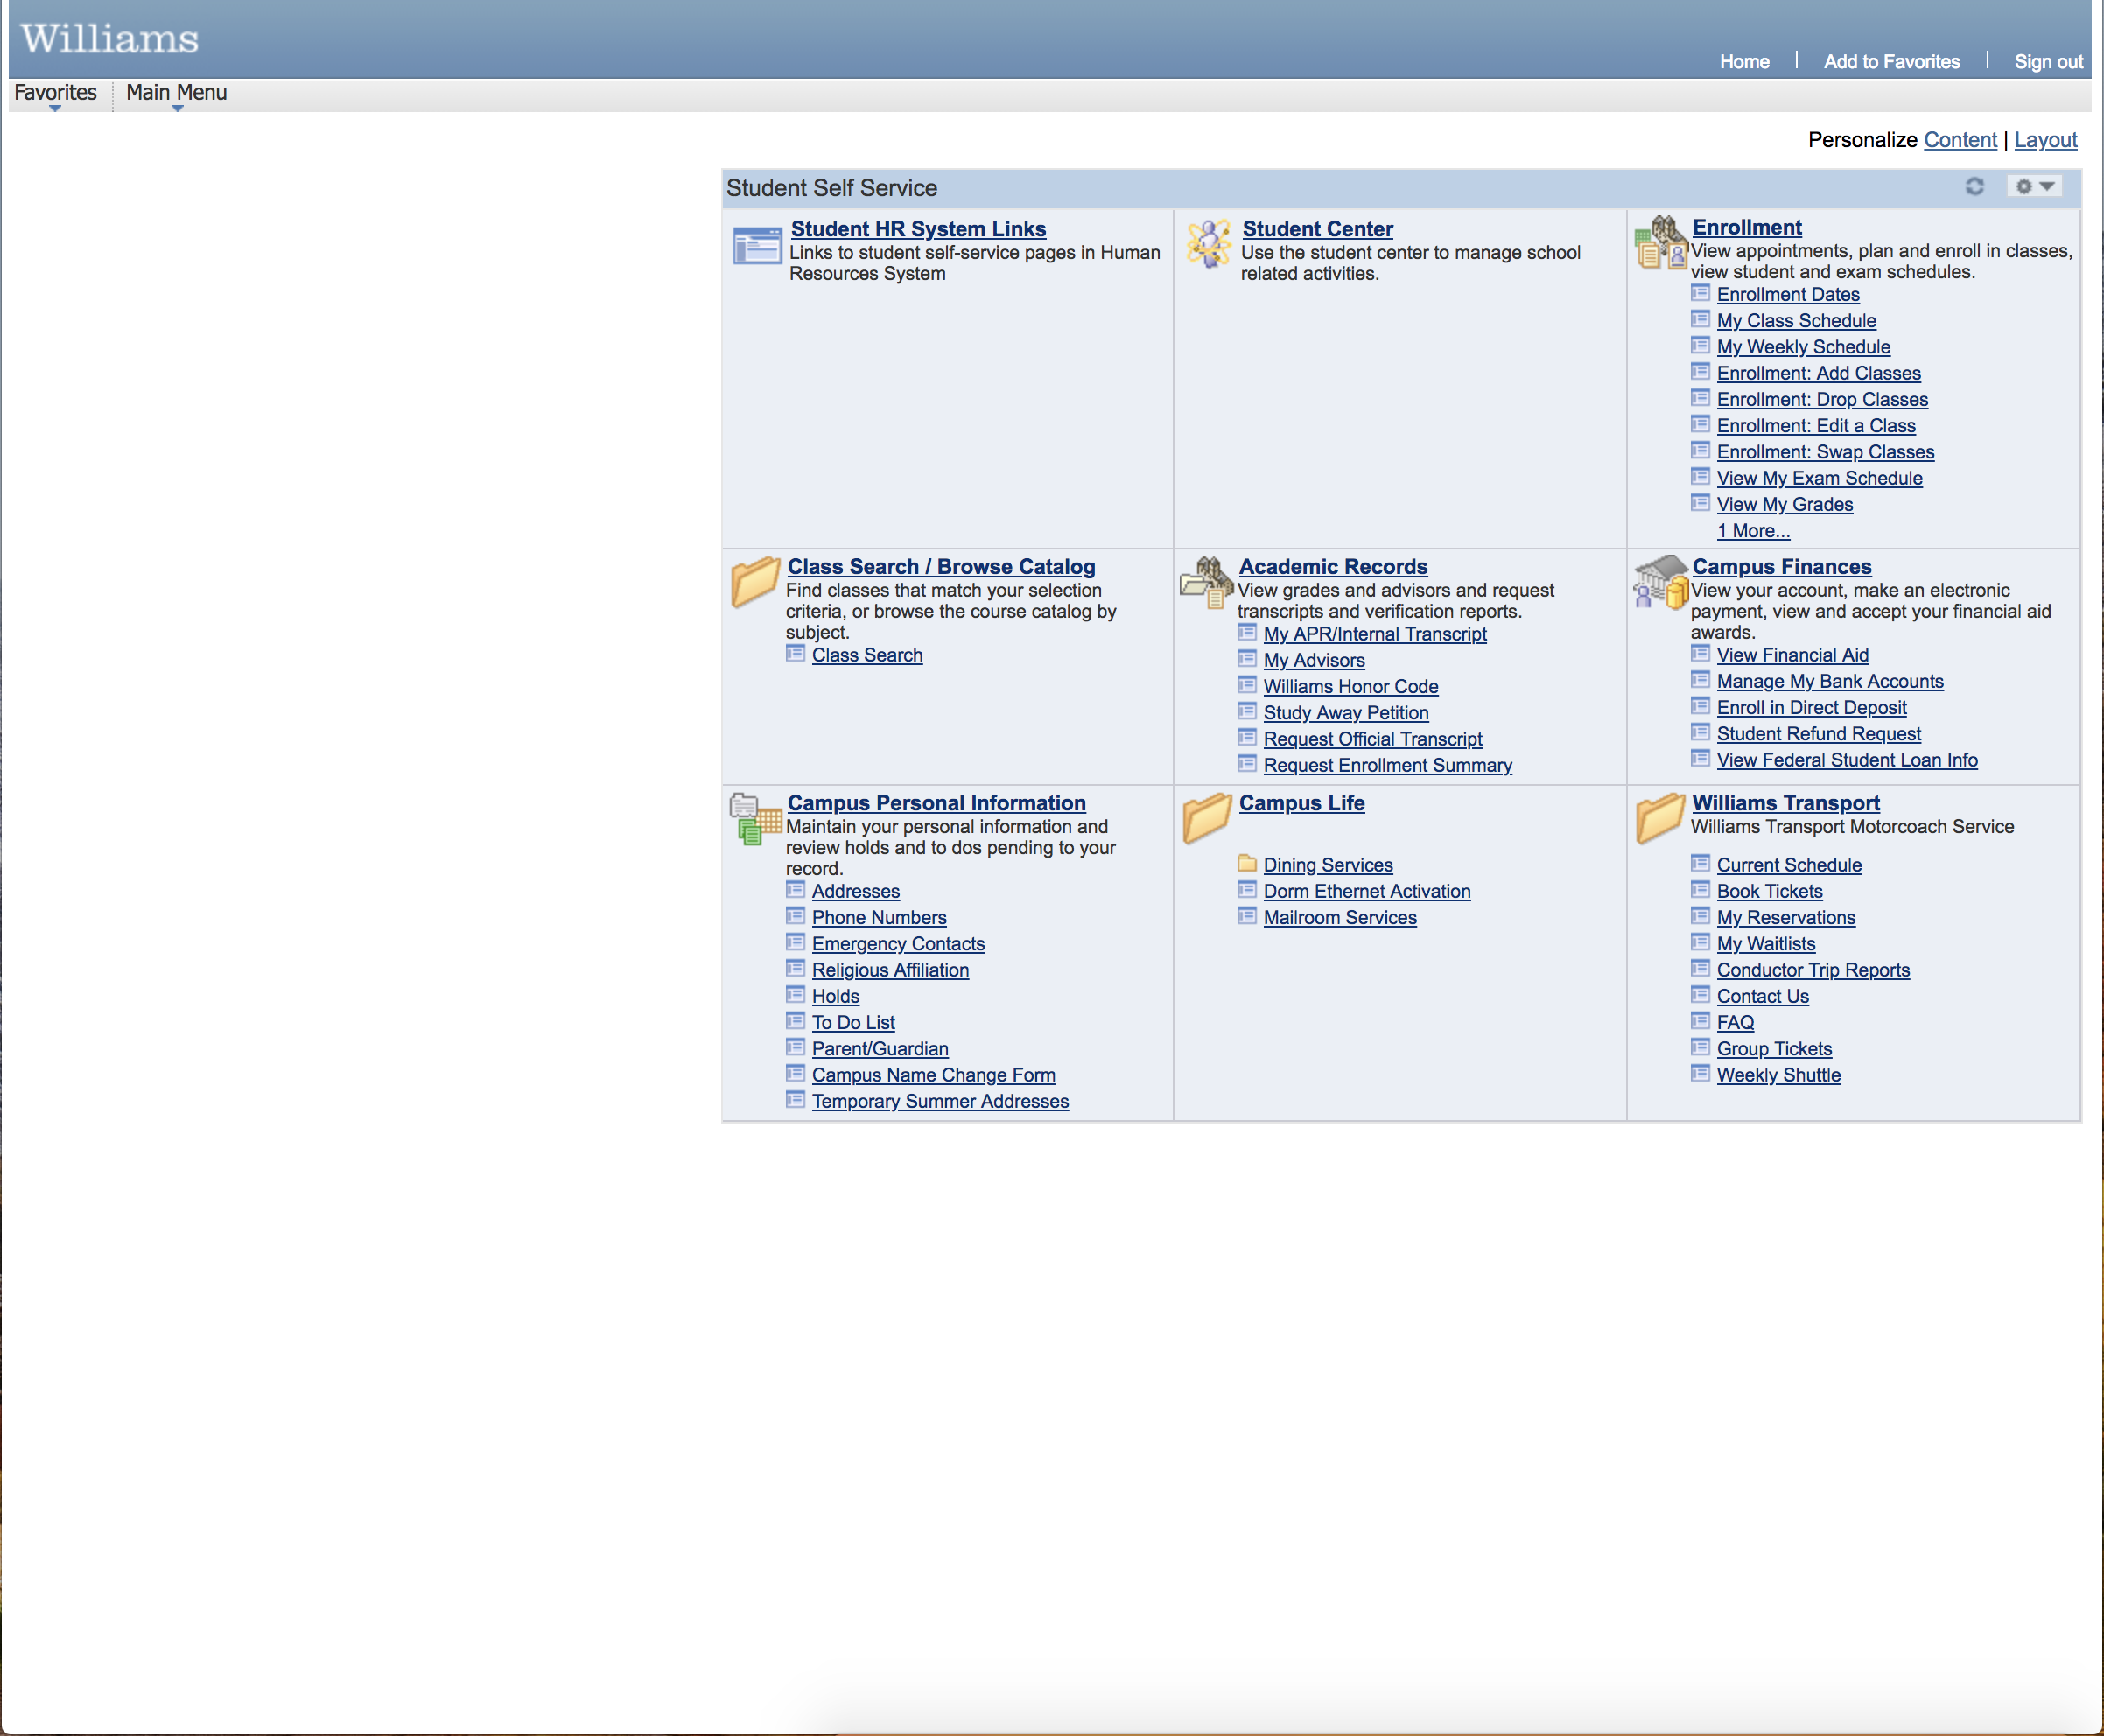 Williams
Home
Add to Favorites
Sign out
Favorites
Main Menu
Personalize Content | Layout
Student Self Service
Student HR System Links
Links to student self-service pages in Human
Resources System
Student Center
Use the student center to manage school
related activities.
Enrollment
View appointments, plan and enroll in classes,
view student and exam schedules.
Enrollment Dates
My Class Schedule
My Weekly Schedule
Enrollment: Add Classes
Enrollment: Drop Classes
Enrollment: Edit a Class
Enrollment: Swap Classes
View My Exam Schedule
View My Grades
1 More...
Class Search / Browse Catalog
Find classes that match your selection
criteria, or browse the course catalog by
subject.
Class Search
Academic Records
View grades and advisors and request
transcripts and verification reports.
My APR/Internal Transcript
My Advisors
Williams Honor Code
Study Away Petition
Request Official Transcript
Request Enrollment Summary
Campus Finances
View your account, make an electronic
payment, view and accept your financial aid
awards.
View Financial Aid
Manage My Bank Accounts
Enroll in Direct Deposit
Student Refund Request
View Federal Student Loan Info
Campus Personal Information
Maintain your personal information and
review holds and to dos pending to your
record.
Addresses
Phone Numbers
Emergency Contacts
Religious Affiliation
Holds
To Do List
Parent/Guardian
Campus Name Change Form
Temporary Summer Addresses
Campus Life
Dining Services
Dorm Ethernet Activation
Mailroom Services
Williams Transport
Williams Transport Motorcoach Service
Current Schedule
Book Tickets
My Reservations
My Waitlists
Conductor Trip Reports
Contact Us
FAQ
Group Tickets
Weekly Shuttle